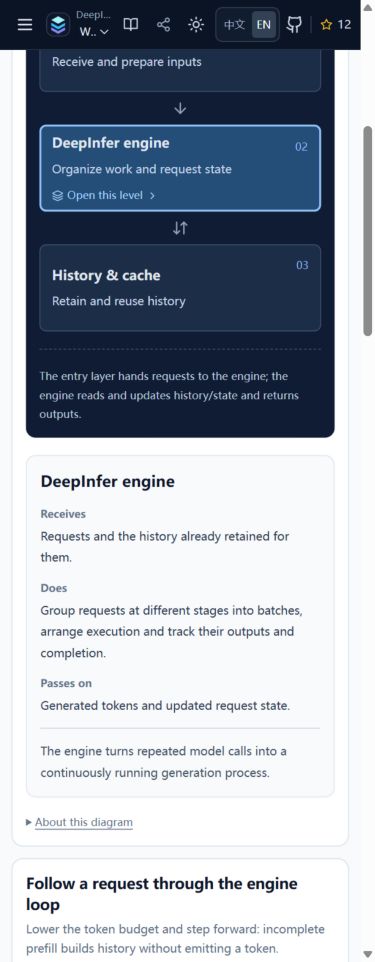 DeepI...
W..
中文
EN
12
Receive and prepare inputs
DeepInfer engine
02
Organize work and request state
Open this level
History & cache
03
Retain and reuse history
The entry layer hands requests to the engine; the
engine reads and updates history/state and returns
outputs.
DeepInfer engine
Receives
Requests and the history already retained for
them.
Does
Group requests at different stages into batches,
arrange execution and track their outputs and
completion.
Passes on
Generated tokens and updated request state.
The engine turns repeated model calls into a
continuously running generation process.
About this diagram
Follow a request through the engine
loop
Lower the token budget and step forward: incomplete
prefill builds history without emitting a token.